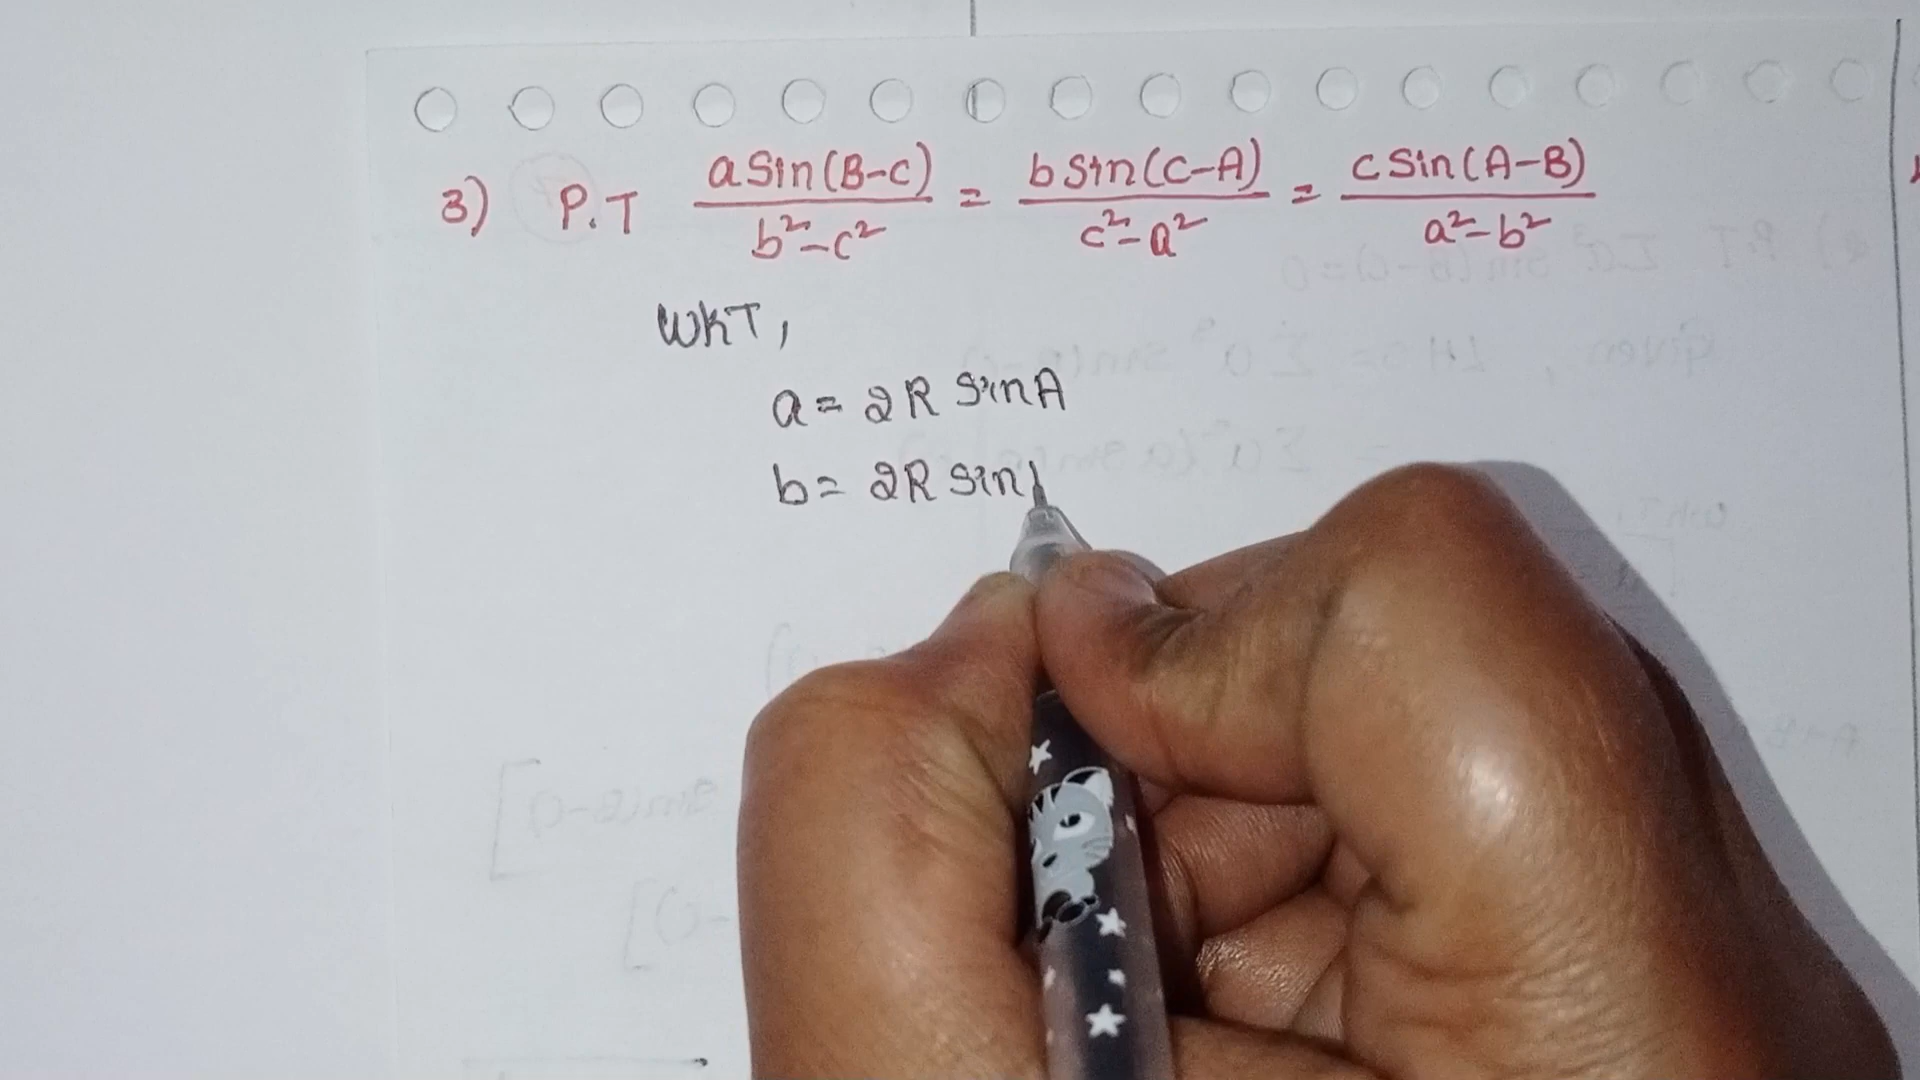 3) P.T a Sin(B-C)/b²-c² = b Sin(C-A)/c²-a² = c Sin(A-B)/a²-b²
WKT,
a = 2R SinA
b = 2R Sin